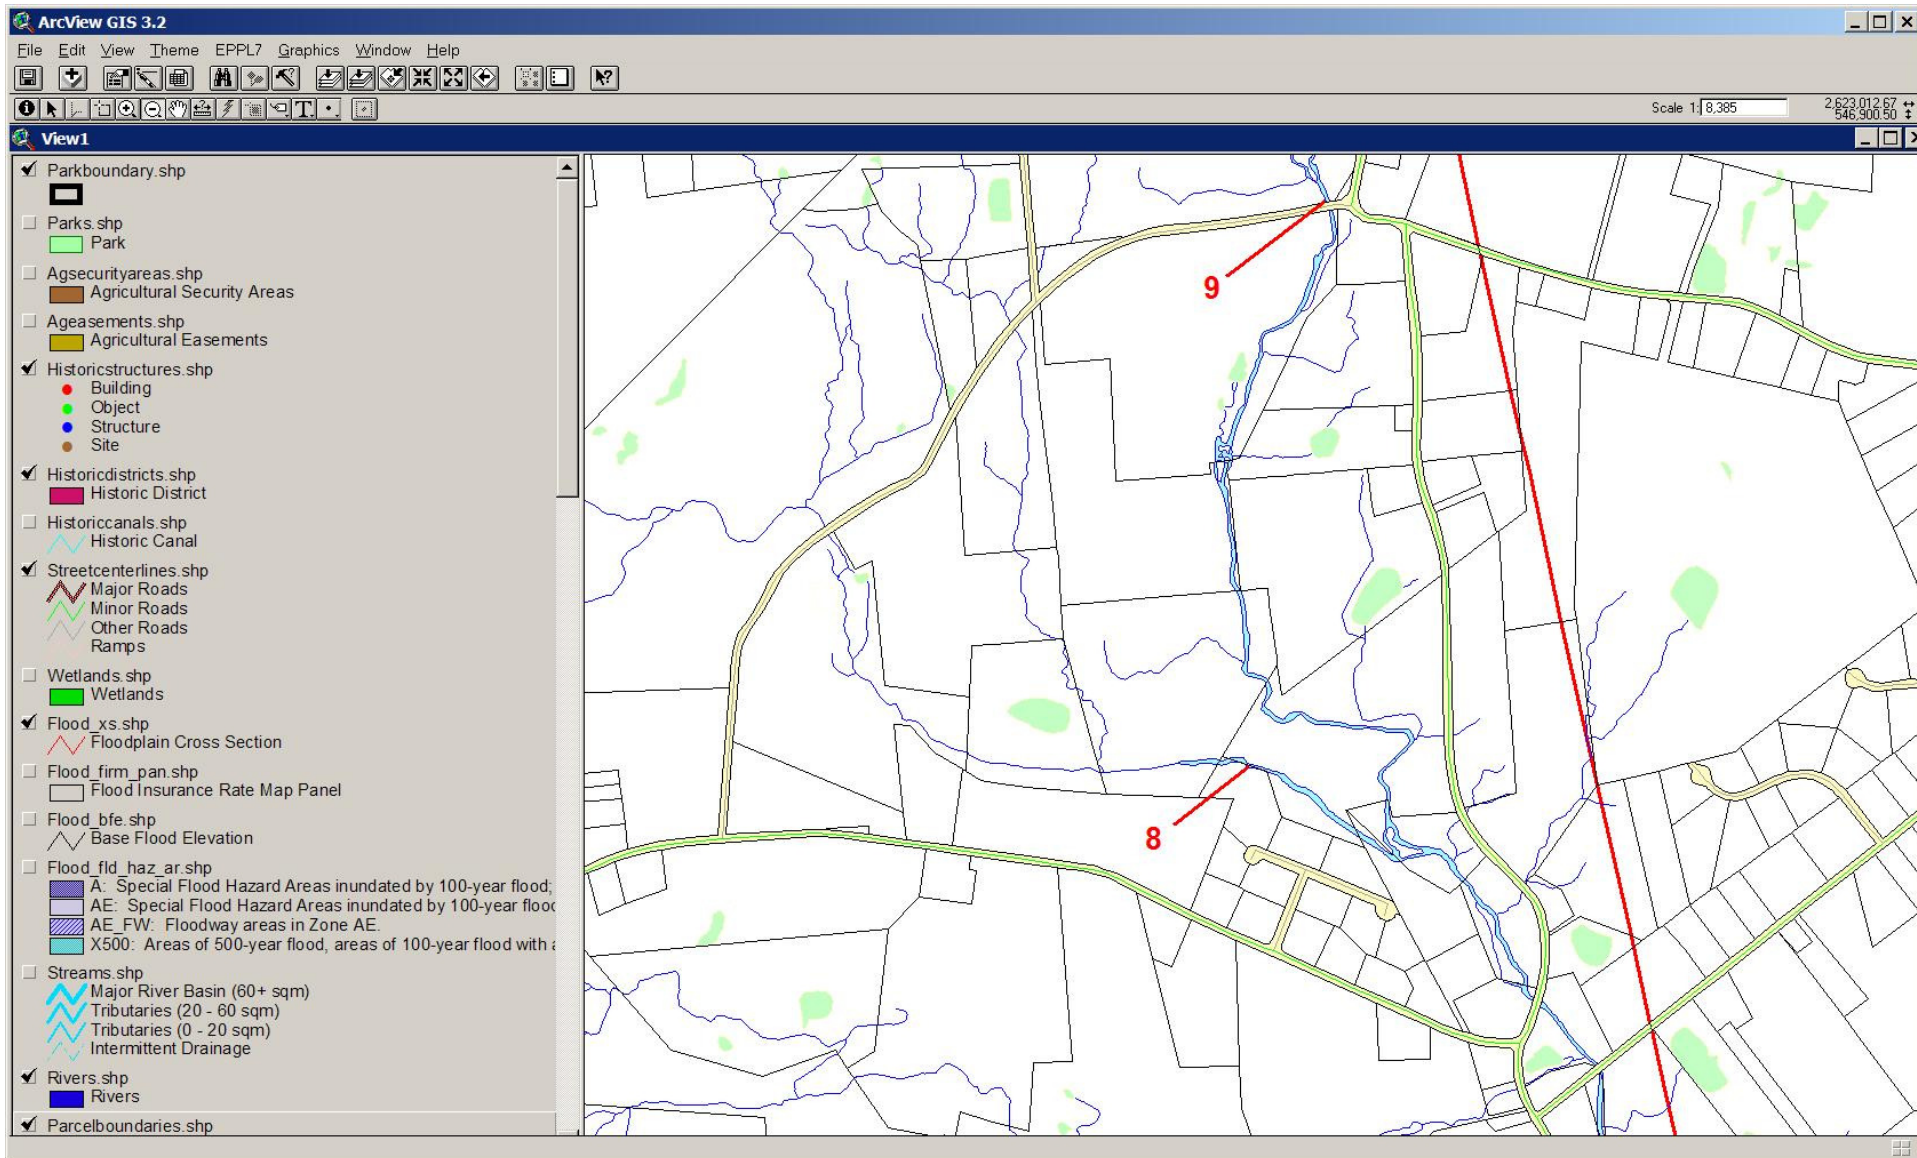 ArcView GIS 3.2
File Edit View Theme EPPL7 Graphics Window Help
Scale 1: 8,385
2,623,012.67
546,900.50
View1
Parkboundary.shp
Parks.shp
Park
Agsecurityareas.shp
Agricultural Security Areas
Ageasements.shp
Agricultural Easements
Historicstructures.shp
Building
Object
Structure
Site
Historicdistricts.shp
Historic District
Historiccanals.shp
Historic Canal
Streetcenterlines.shp
Major Roads
Minor Roads
Other Roads
Ramps
Wetlands.shp
Wetlands
Flood_xs.shp
Floodplain Cross Section
Flood_firm_pan.shp
Flood Insurance Rate Map Panel
Flood_bfe.shp
Base Flood Elevation
Flood_fld_haz_ar.shp
A: Special Flood Hazard Areas inundated by 100-year flood;
AE: Special Flood Hazard Areas inundated by 100-year flood
AE_FW: Floodway areas in Zone AE.
X500: Areas of 500-year flood, areas of 100-year flood with a
Streams.shp
Major River Basin (60+ sqm)
Tributaries (20 - 60 sqm)
Tributaries (0 - 20 sqm)
Intermittent Drainage
Rivers.shp
Rivers
Parcelboundaries.shp
9
8